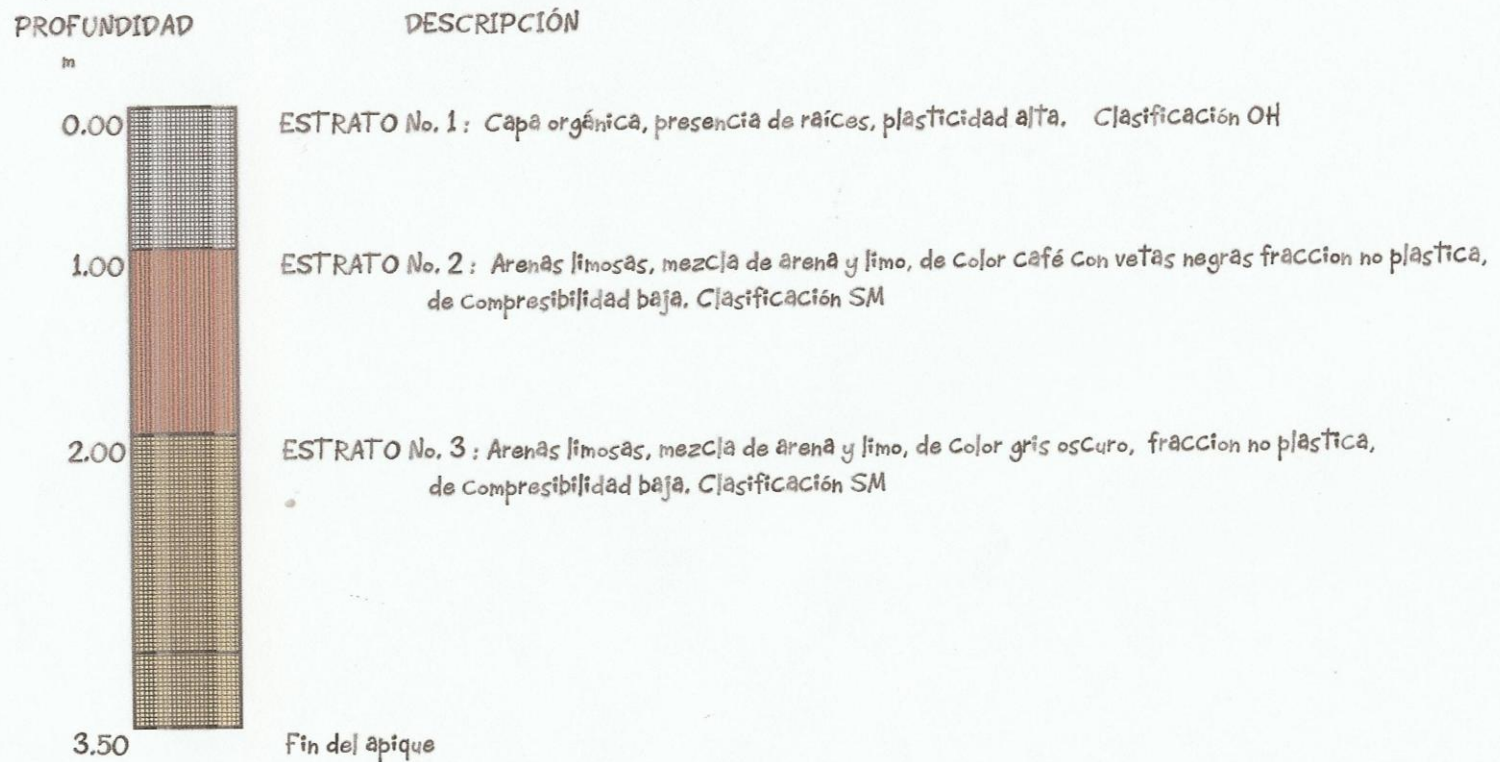 PROFUNDIDAD DESCRIPCIÓN
m
0.00 ESTRATO No. 1 : Capa orgánica, presencia de raíces, plasticidad alta. Clasificación OH
1.00 ESTRATO No. 2 : Arenas limosas, mezcla de arena y limo, de color café con vetas negras fraccion no plastica,
de compresibilidad baja. Clasificación SM
2.00 ESTRATO No. 3 : Arenas limosas, mezcla de arena y limo, de color gris oscuro, fraccion no plastica,
de compresibilidad baja. Clasificación SM
3.50 Fin del apique